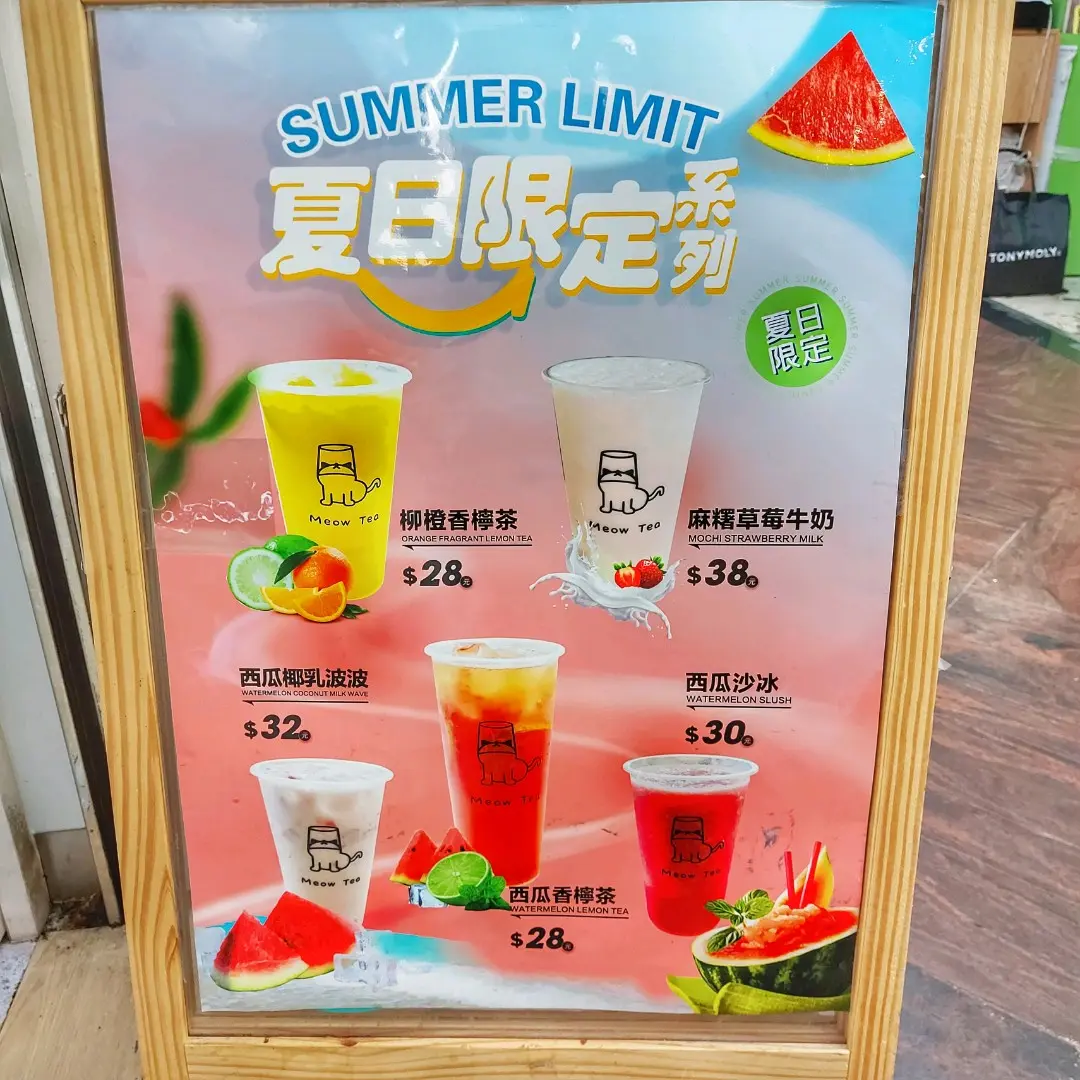 SUMMER LIMIT
夏日限定系列
夏日
限定
SUMMER SUMMER SUMMER
Meow Tea
柳橙香檸茶
ORANGE FRAGRANT LEMON TEA
$28元
Meow Tea
麻糬草莓牛奶
MOCHI STRAWBERRY MILK
$38元
西瓜椰乳波波
WATERMELON COCONUT MILK WAVE
$32元
Meow Tea
西瓜沙冰
WATERMELON SLUSH
$30元
Meow Tea
Meow Tea
西瓜香檸茶
WATERMELON LEMON TEA
$28元
TONYMOLY